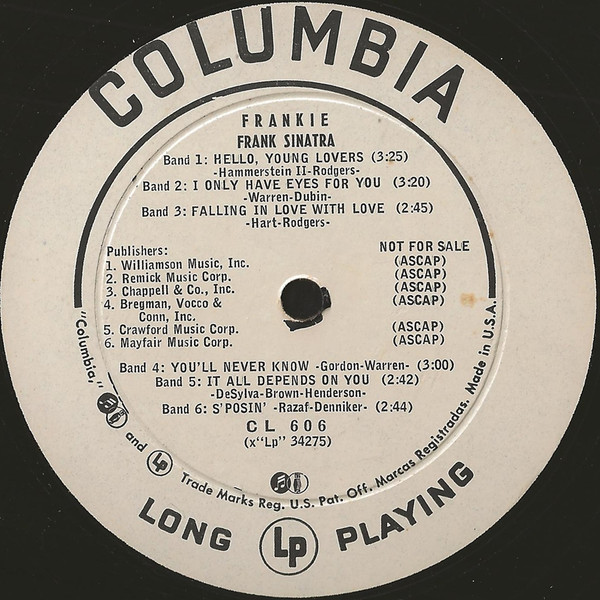 COLUMBIA
FRANKIE
FRANK SINATRA
Band 1: HELLO, YOUNG LOVERS (3:25)
-Hammerstein II-Rodgers-
Band 2: I ONLY HAVE EYES FOR YOU (3:20)
-Warren-Dubin-
Band 3: FALLING IN LOVE WITH LOVE (2:45)
-Hart-Rodgers-
Publishers: NOT FOR SALE
1. Williamson Music, Inc. (ASCAP)
2. Remick Music Corp. (ASCAP)
3. Chappell & Co., Inc. (ASCAP)
4. Bregman, Vocco & (ASCAP)
Conn, Inc.
5. Crawford Music Corp. (ASCAP)
6. Mayfair Music Corp. (ASCAP)
Band 4: YOU'LL NEVER KNOW -Gordon-Warren- (3:00)
Band 5: IT ALL DEPENDS ON YOU (2:42)
-DeSylva-Brown-Henderson-
Band 6: S'POSIN' -Razaf-Denniker- (2:44)
CL 606
(x"Lp" 34275)
"Columbia," and Lp Trade Marks Reg. U.S. Pat. Off. Marcas Registradas. Made in U.S.A.
LONG Lp PLAYING